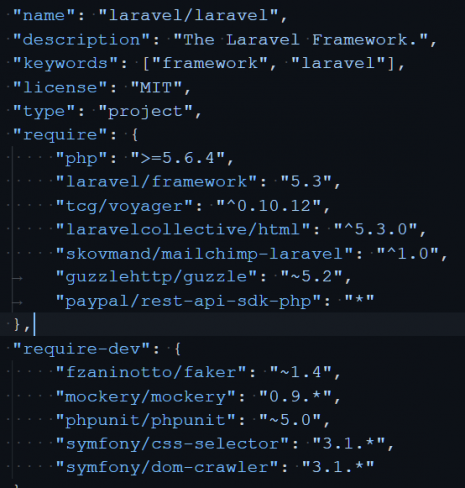 "name": "laravel/laravel",
"description": "The Laravel Framework.",
"keywords": ["framework", "laravel"],
"license": "MIT",
"type": "project",
"require": {
"php": ">=5.6.4",
"laravel/framework": "5.3",
"tcg/voyager": "^0.10.12",
"laravelcollective/html": "^5.3.0",
"skovmand/mailchimp-laravel": "^1.0",
"guzzlehttp/guzzle": "~5.2",
"paypal/rest-api-sdk-php": "*"
},
"require-dev": {
"fzaninotto/faker": "~1.4",
"mockery/mockery": "0.9.*",
"phpunit/phpunit": "~5.0",
"symfony/css-selector": "3.1.*",
"symfony/dom-crawler": "3.1.*"